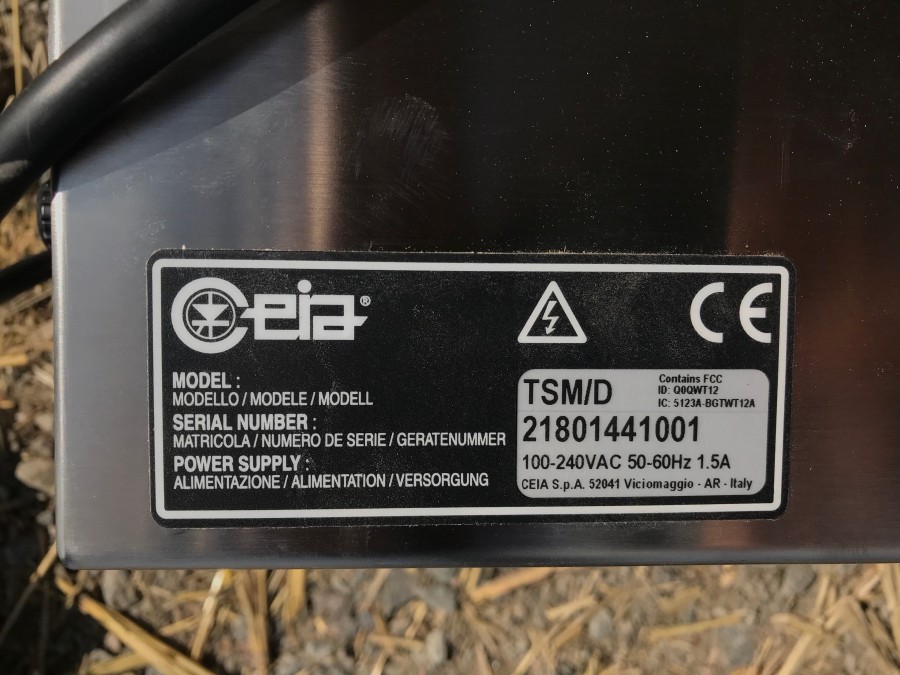 ceia®
CE
MODEL :
MODELLO / MODELE / MODELL
SERIAL NUMBER :
MATRICOLA / NUMERO DE SERIE / GERATENUMMER
POWER SUPPLY :
ALIMENTAZIONE / ALIMENTATION / VERSORGUNG
TSM/D
Contains FCC
ID: Q0QWT12
IC: 5123A-BGTWT12A
21801441001
100-240VAC 50-60Hz 1.5A
CEIA S.p.A. 52041 Viciomaggio - AR - Italy